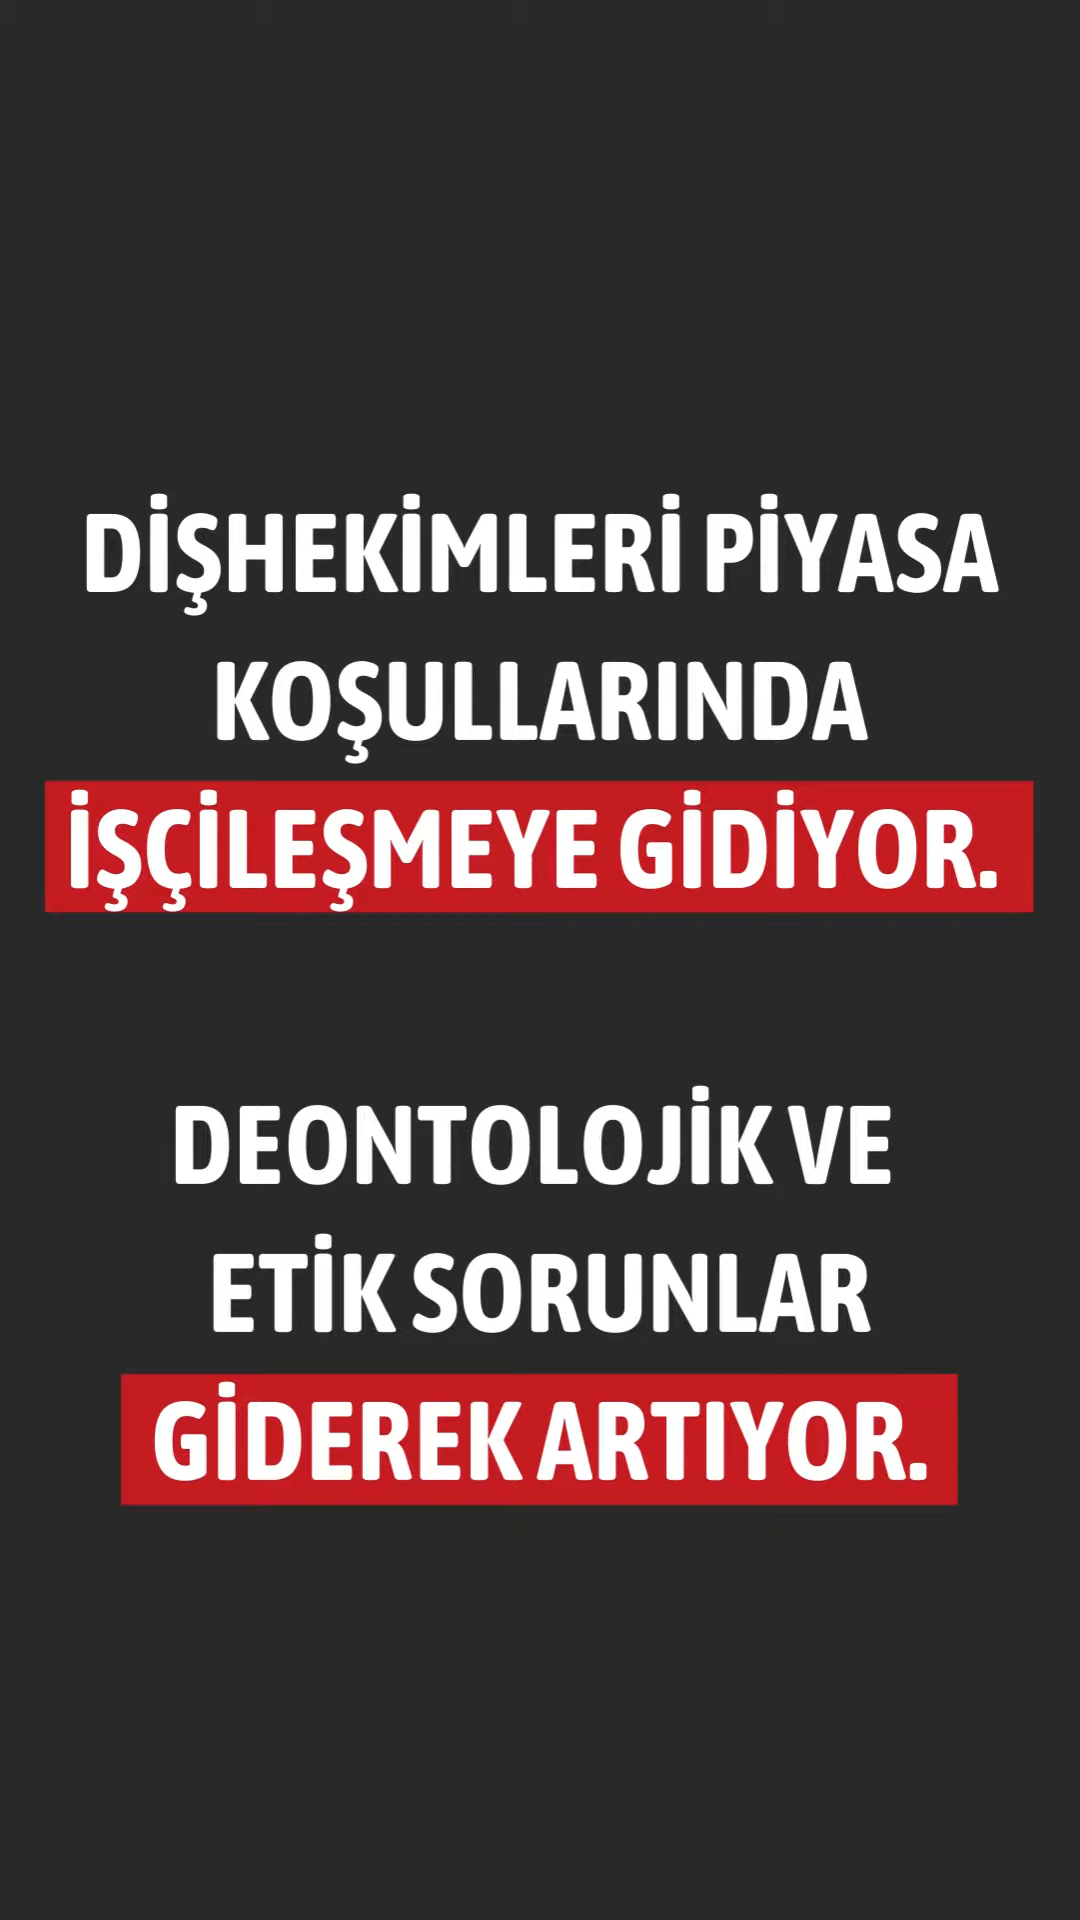 DİŞHEKİMLERİ PİYASA
KOŞULLARINDA
İŞÇİLEŞMEYE GİDİYOR.
DEONTOLOJİK VE
ETİK SORUNLAR
GİDEREK ARTIYOR.